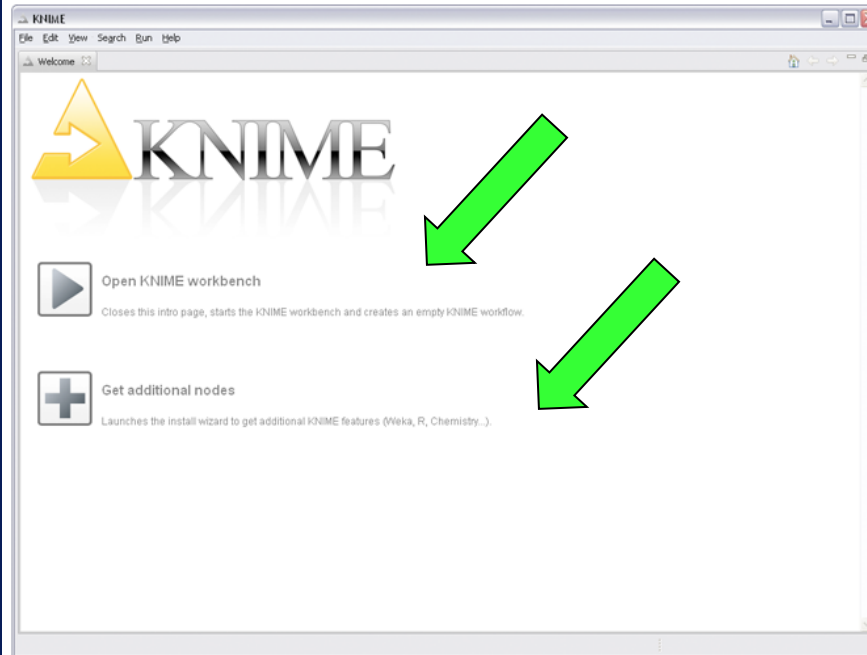 KNIME
File Edit View Search Run Help
Welcome
KNIME
Open KNIME workbench
Closes this intro page, starts the KNIME workbench and creates an empty KNIME workflow.
Get additional nodes
Launches the install wizard to get additional KNIME features (Weka, R, Chemistry...).